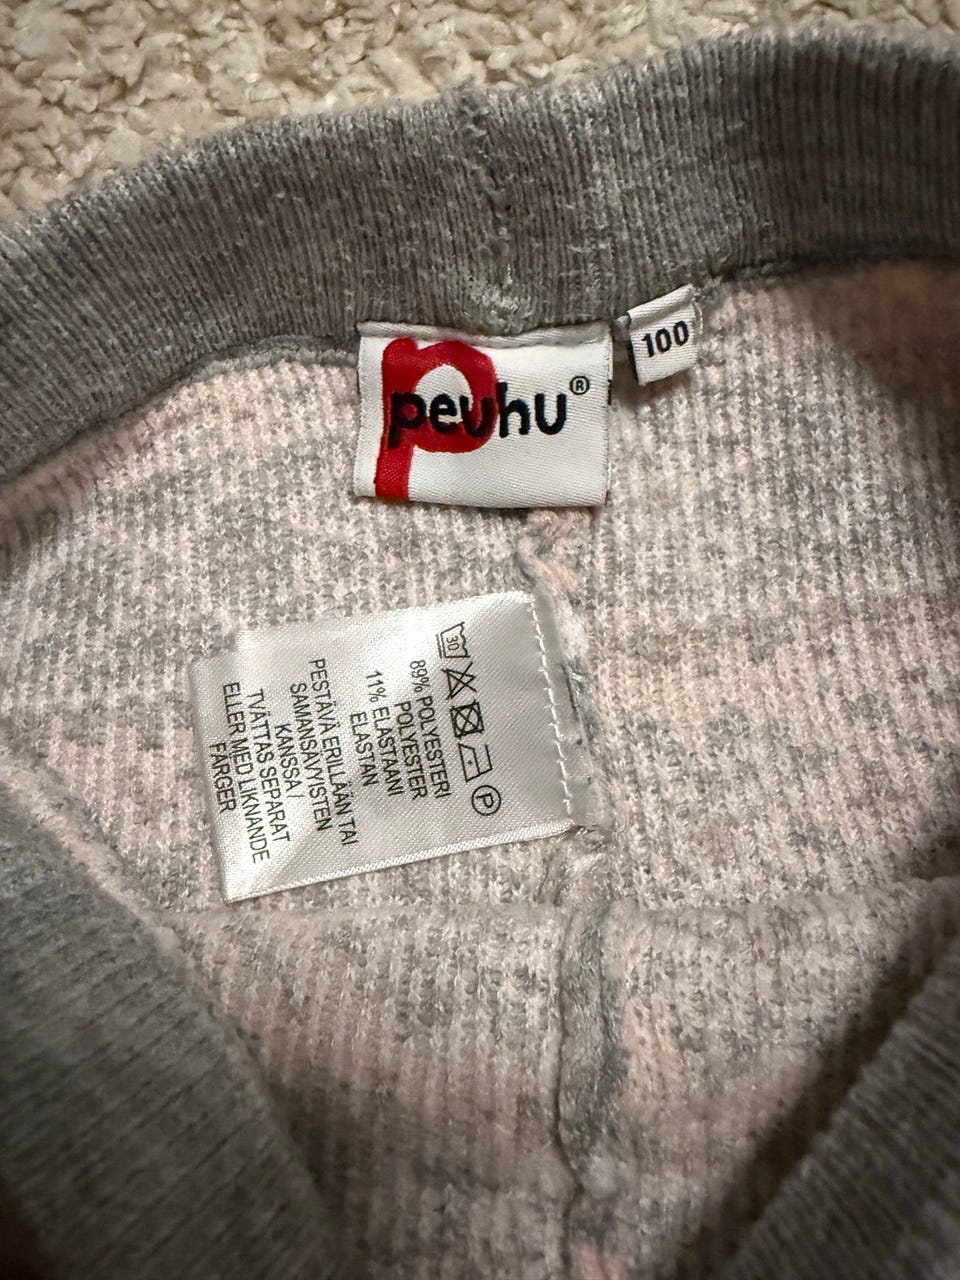 peuhu®
100
30
P
89% POLYESTERI
POLYESTER
11% ELASTAANI
ELASTAN
PESTÄVÄ ERILLÄÄN TAI
SAMANSÄVYISTEN
KANSSA /
TVÄTTAS SEPARAT
ELLER MED LIKNANDE
FÄRGER